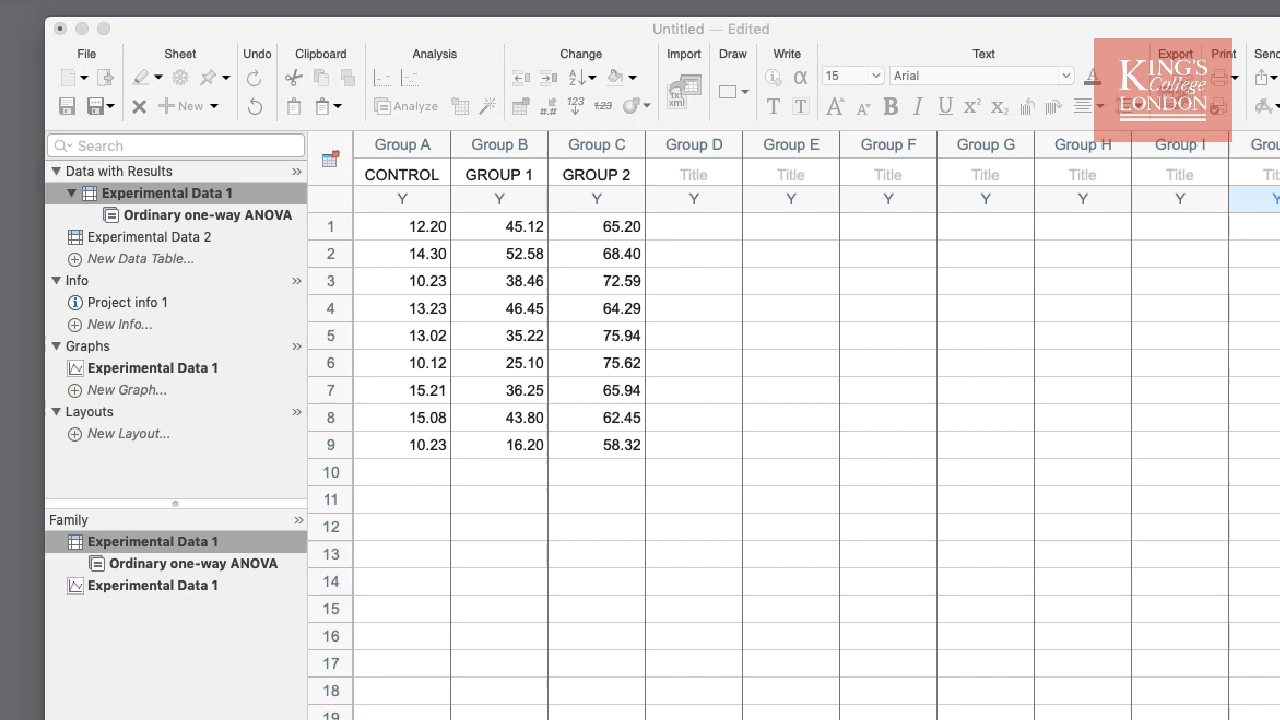 Untitled — Edited
File Sheet Undo Clipboard Analysis Change Import Draw Write Text Export Print Send
15 Arial
New Analyze
KING'S
College
LONDON
Search
Data with Results
Experimental Data 1
Ordinary one-way ANOVA
Experimental Data 2
New Data Table...
Info
Project info 1
New Info...
Graphs
Experimental Data 1
New Graph...
Layouts
New Layout...
Family
Experimental Data 1
Ordinary one-way ANOVA
Experimental Data 1
Group A Group B Group C Group D Group E Group F Group G Group H Group I
CONTROL GROUP 1 GROUP 2 Title Title Title Title Title Title
Y Y Y Y Y Y Y Y Y Y
1 12.20 45.12 65.20
2 14.30 52.58 68.40
3 10.23 38.46 72.59
4 13.23 46.45 64.29
5 13.02 35.22 75.94
6 10.12 25.10 75.62
7 15.21 36.25 65.94
8 15.08 43.80 62.45
9 10.23 16.20 58.32
10
11
12
13
14
15
16
17
18
19